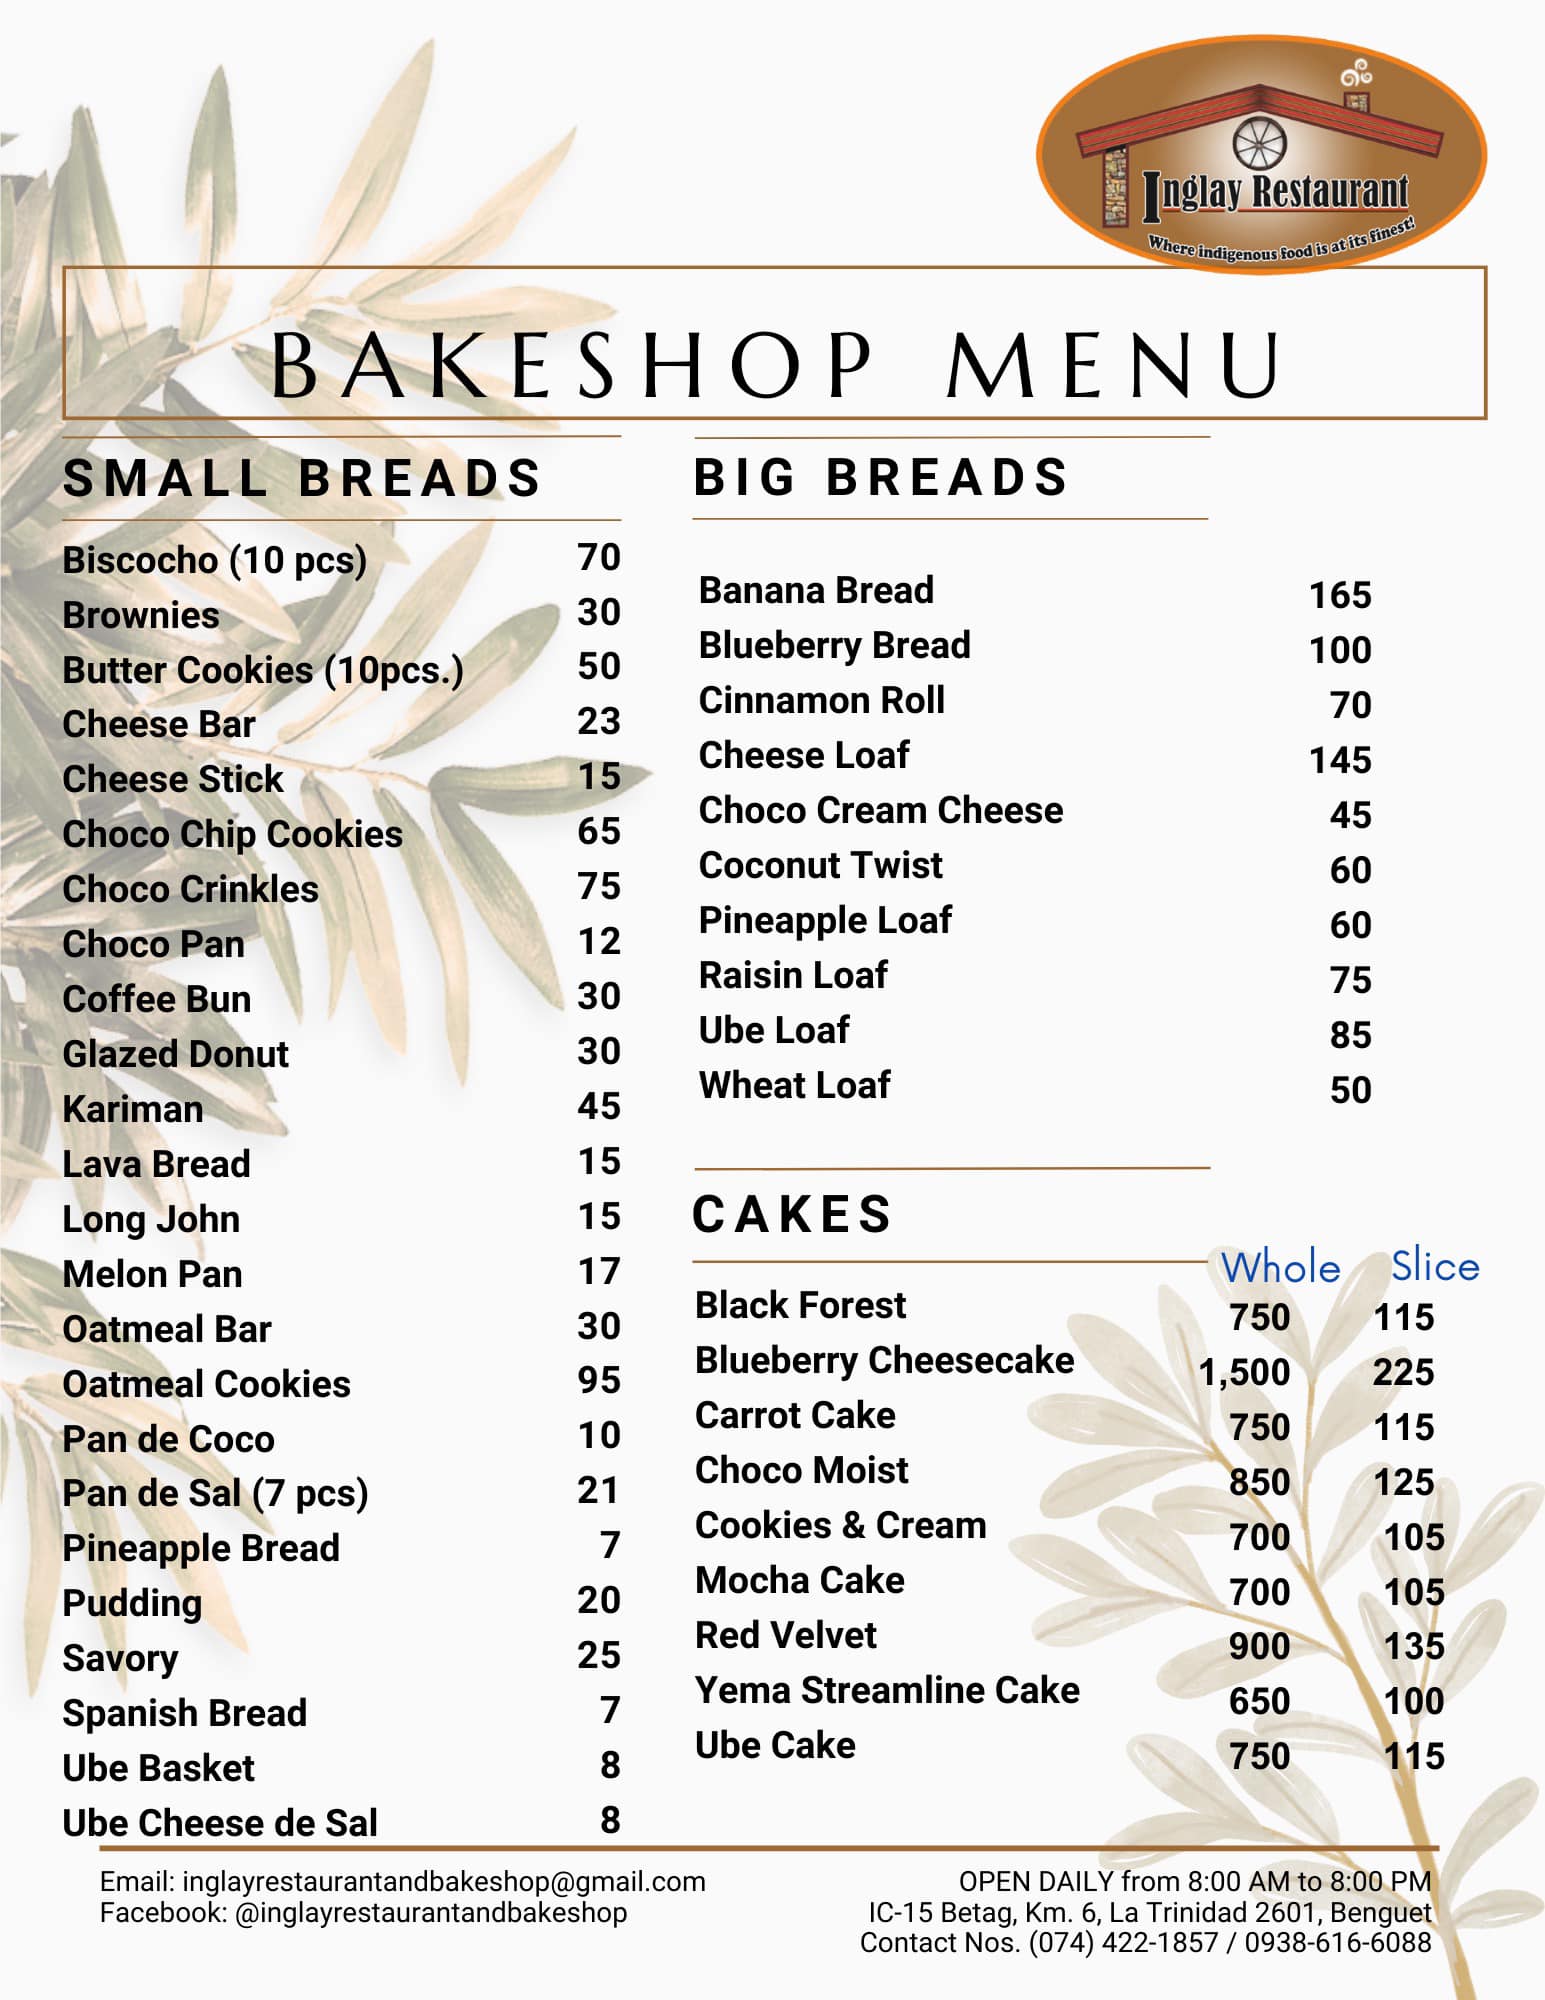 Inglay Restaurant
Where indigenous food is at its finest!
BAKESHOP MENU
SMALL BREADS
Biscocho (10 pcs) 70
Brownies 30
Butter Cookies (10pcs.) 50
Cheese Bar 23
Cheese Stick 15
Choco Chip Cookies 65
Choco Crinkles 75
Choco Pan 12
Coffee Bun 30
Glazed Donut 30
Kariman 45
Lava Bread 15
Long John 15
Melon Pan 17
Oatmeal Bar 30
Oatmeal Cookies 95
Pan de Coco 10
Pan de Sal (7 pcs) 21
Pineapple Bread 7
Pudding 20
Savory 25
Spanish Bread 7
Ube Basket 8
Ube Cheese de Sal 8
BIG BREADS
Banana Bread 165
Blueberry Bread 100
Cinnamon Roll 70
Cheese Loaf 145
Choco Cream Cheese 45
Coconut Twist 60
Pineapple Loaf 60
Raisin Loaf 75
Ube Loaf 85
Wheat Loaf 50
CAKES
Whole Slice
Black Forest 750 115
Blueberry Cheesecake 1,500 225
Carrot Cake 750 115
Choco Moist 850 125
Cookies & Cream 700 105
Mocha Cake 700 105
Red Velvet 900 135
Yema Streamline Cake 650 100
Ube Cake 750 115
Email: inglayrestaurantandbakeshop@gmail.com
Facebook: @inglayrestaurantandbakeshop
OPEN DAILY from 8:00 AM to 8:00 PM
IC-15 Betag, Km. 6, La Trinidad 2601, Benguet
Contact Nos. (074) 422-1857 / 0938-616-6088